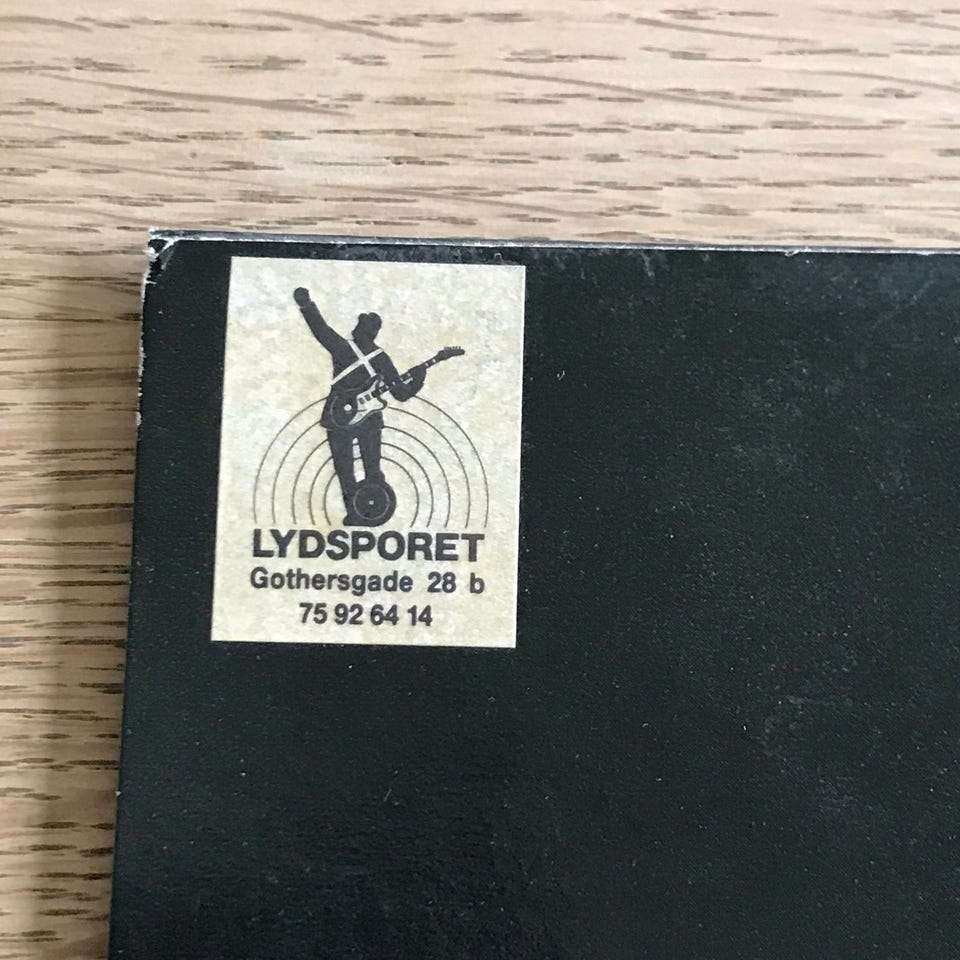 LYDSPORET
Gothersgade 28 b
75 92 64 14